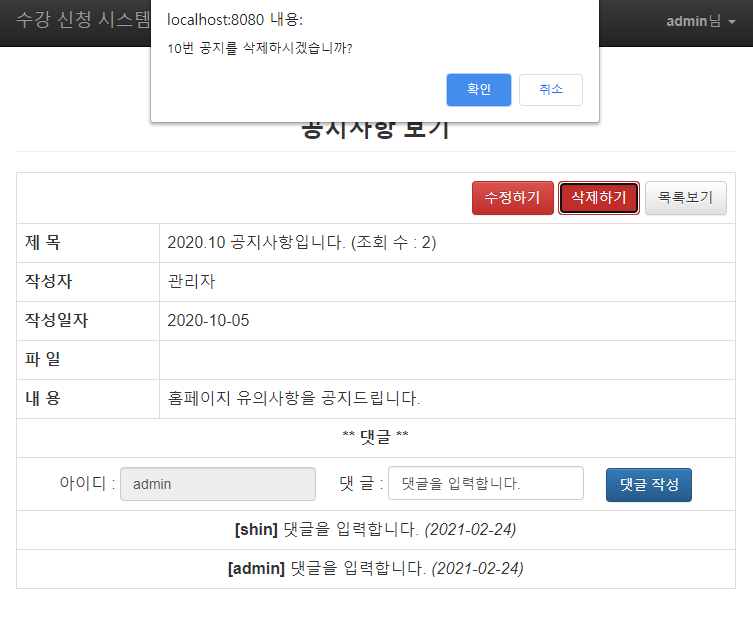 수강 신청 시스템
admin님
localhost:8080 내용:
10번 공지를 삭제하시겠습니까?
확인 취소
공지사항 보기
수정하기 삭제하기 목록보기
제 목 2020.10 공지사항입니다. (조회 수 : 2)
작성자 관리자
작성일자 2020-10-05
파 일
내 용 홈페이지 유의사항을 공지드립니다.
** 댓글 **
아이디 : admin 댓 글 : 댓글을 입력합니다. 댓글 작성
[shin] 댓글을 입력합니다. (2021-02-24)
[admin] 댓글을 입력합니다. (2021-02-24)